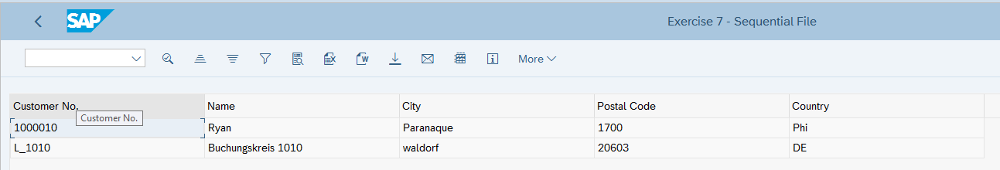 SAP Exercise 7 - Sequential File
More
Customer No. Name City Postal Code Country
Customer No.
1000010 Ryan Paranaque 1700 Phi
L_1010 Buchungskreis 1010 waldorf 20603 DE